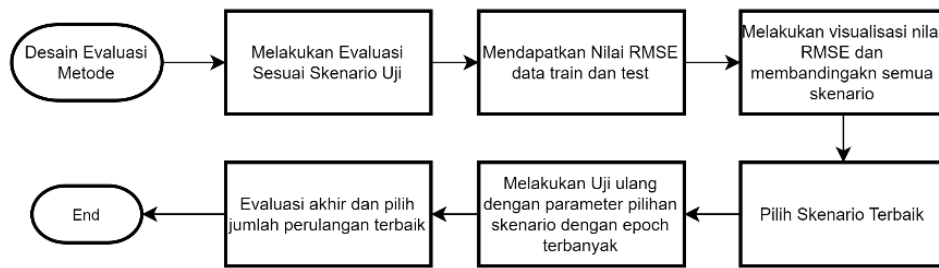 Desain Evaluasi
Metode
Melakukan Evaluasi
Sesuai Skenario Uji
Mendapatkan Nilai RMSE
data train dan test
Melakukan visualisasi nilai
RMSE dan
membandingakn semua
skenario
Pilih Skenario Terbaik
Melakukan Uji ulang
dengan parameter pilihan
skenario dengan epoch
terbanyak
Evaluasi akhir dan pilih
jumlah perulangan terbaik
End